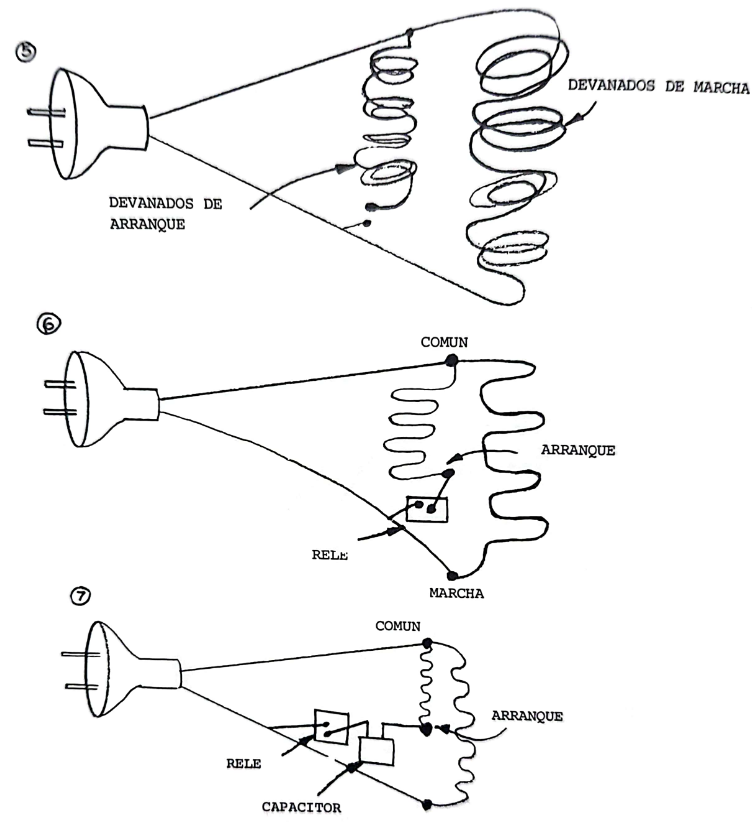 5
DEVANADOS DE MARCHA
DEVANADOS DE
ARRANQUE
6
COMUN
ARRANQUE
RELE
MARCHA
7
COMUN
ARRANQUE
RELE
CAPACITOR